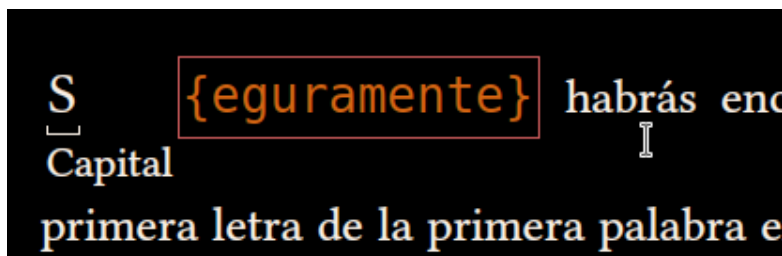 S {eguramente} habrás enc
Capital
primera letra de la primera palabra e